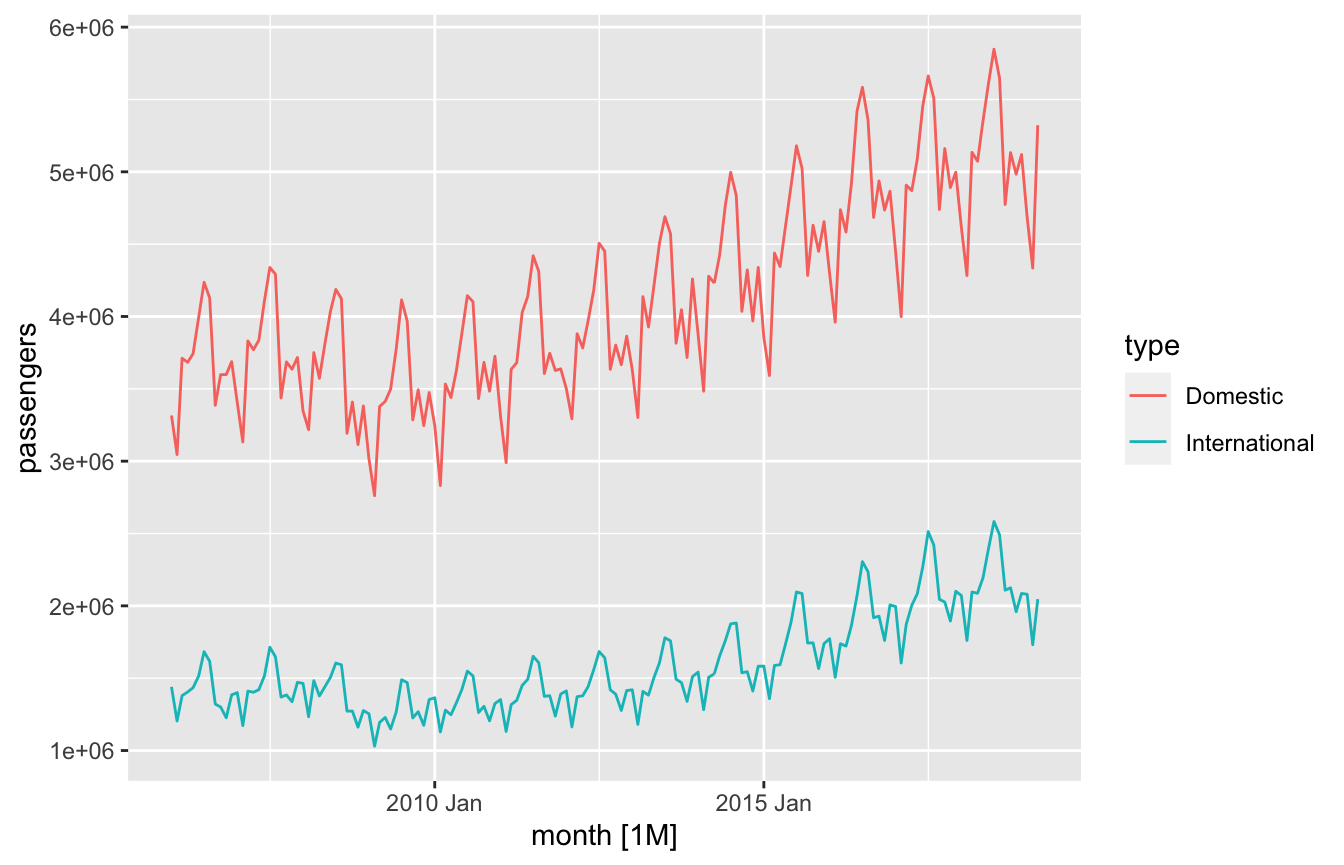 6e+06
5e+06
4e+06
3e+06
2e+06
1e+06
passengers
2010 Jan
2015 Jan
month [1M]
type
Domestic
International